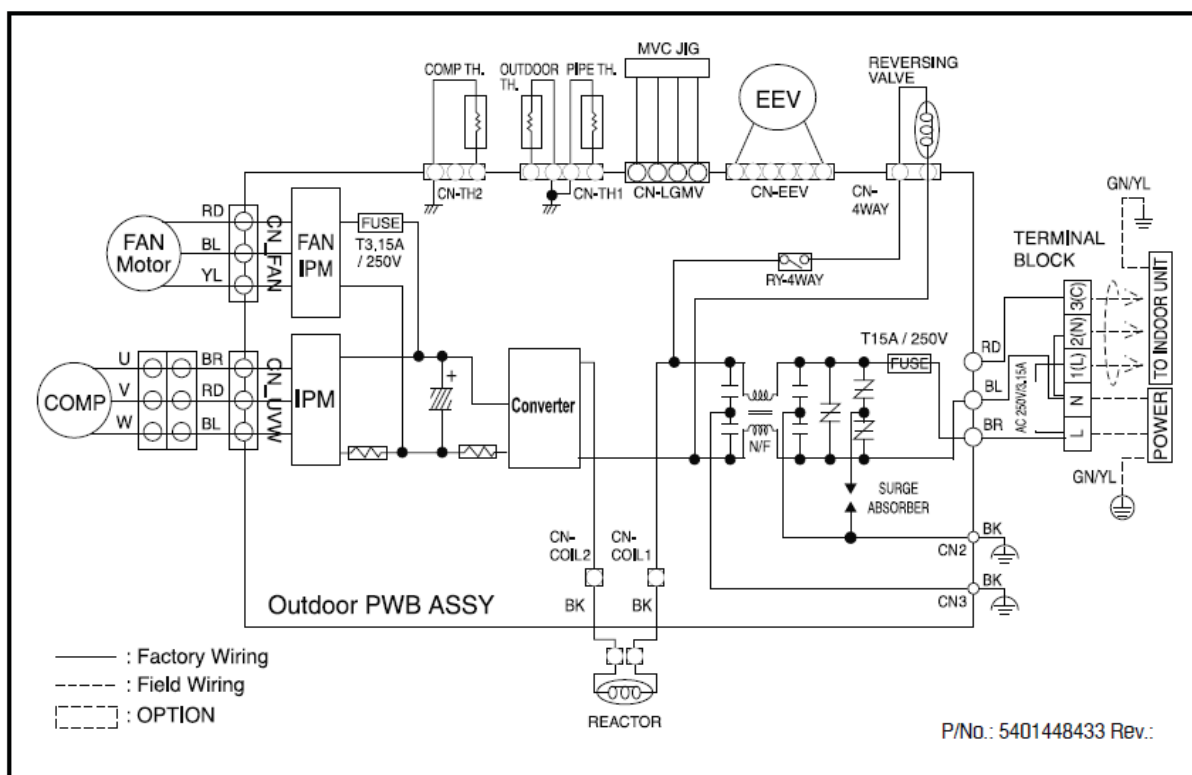 MVC JIG
REVERSING
VALVE
COMP TH.
OUTDOOR
TH.
PIPE TH.
EEV
CN-TH2
CN-TH1
CN-LGMV
CN-EEV
CN-
4WAY
GN/YL
RD
BL
YL
FAN
Motor
CN_FAN
FAN
IPM
FUSE
T3,15A
/ 250V
RY-4WAY
TERMINAL
BLOCK
3(C)
2(N)
1(L)
N
L
TO INDOOR UNIT
POWER
AC 250V/3.15A
T15A / 250V
FUSE
RD
BL
BR
U
V
W
COMP
BR
RD
BL
CN_UVW
IPM
+
Converter
N/F
GN/YL
SURGE
ABSORBER
CN-
COIL2
CN-
COIL1
BK
CN2
BK
CN3
BK
BK
Outdoor PWB ASSY
: Factory Wiring
: Field Wiring
: OPTION
REACTOR
P/No.: 5401448433 Rev.: